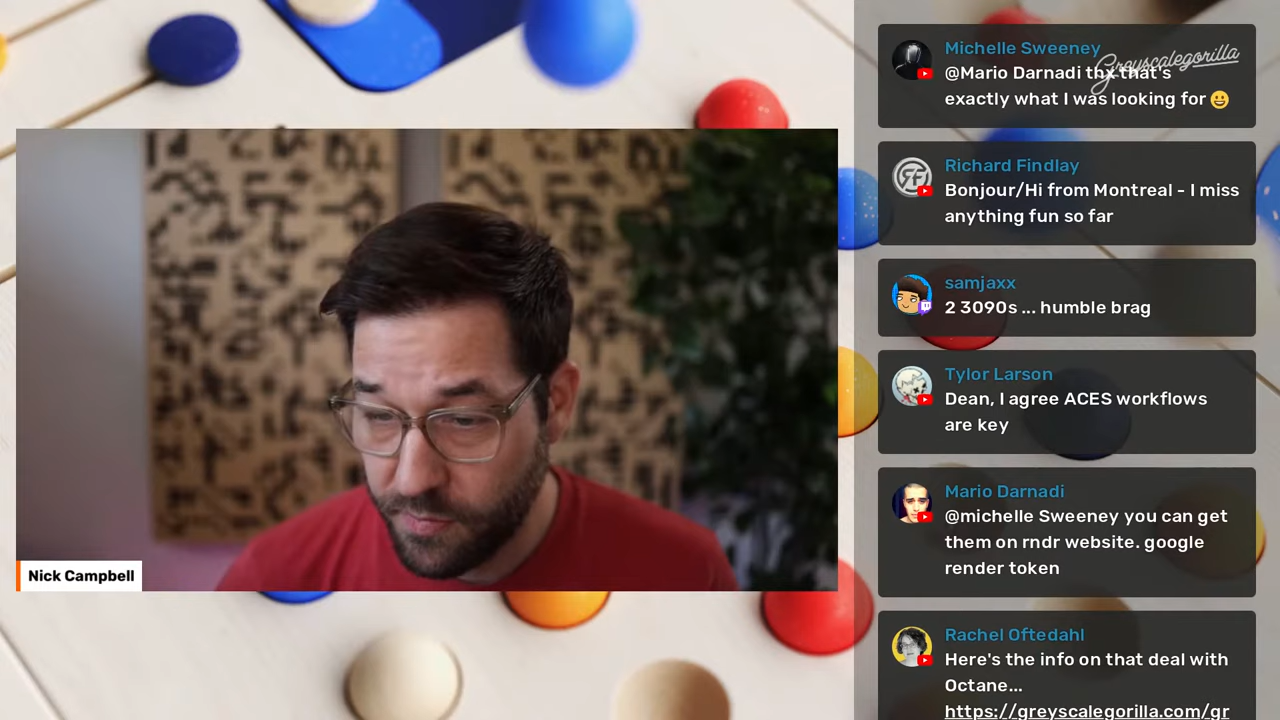 Michelle Sweeney
Greyscalegorilla
@Mario Darnadi thx that's
exactly what I was looking for 😀
Richard Findlay
Bonjour/Hi from Montreal - I miss
anything fun so far
samjaxx
2 3090s ... humble brag
Tylor Larson
Dean, I agree ACES workflows
are key
Mario Darnadi
@michelle Sweeney you can get
them on rndr website. google
render token
Rachel Oftedahl
Here's the info on that deal with
Octane...
https://greyscalegorilla.com/gr
Nick Campbell